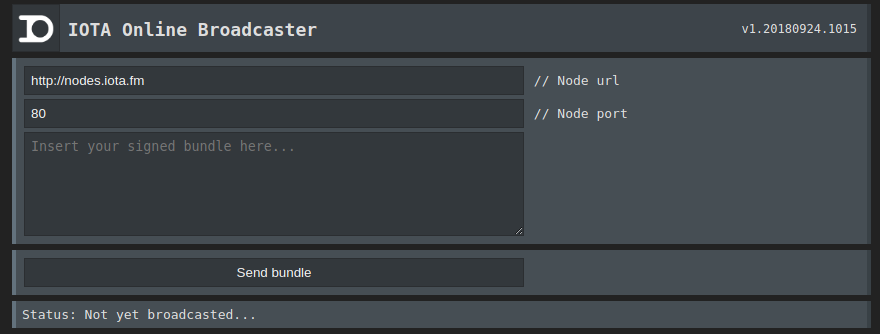 IOTA Online Broadcaster
v1.20180924.1015
http://nodes.iota.fm
// Node url
80
// Node port
Insert your signed bundle here...
Send bundle
Status: Not yet broadcasted...